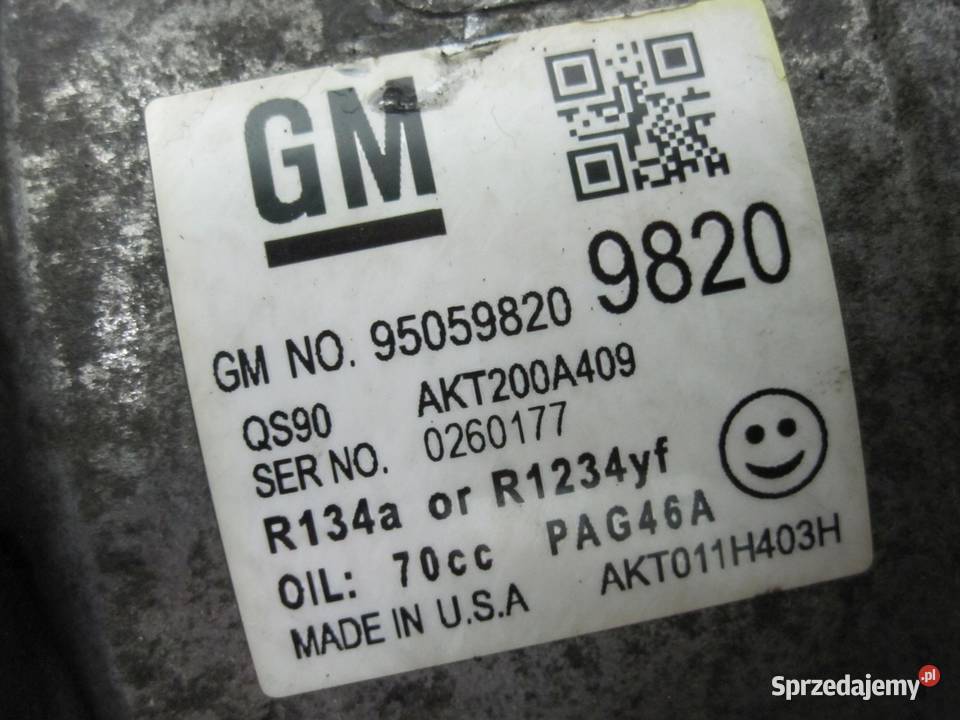 GM
GM NO. 95059820 9820
QS90 AKT200A409
SER NO. 0260177
R134a or R1234yf
OIL: 70cc PAG46A
MADE IN U.S.A AKT011H403H
Sprzedajemy.pl